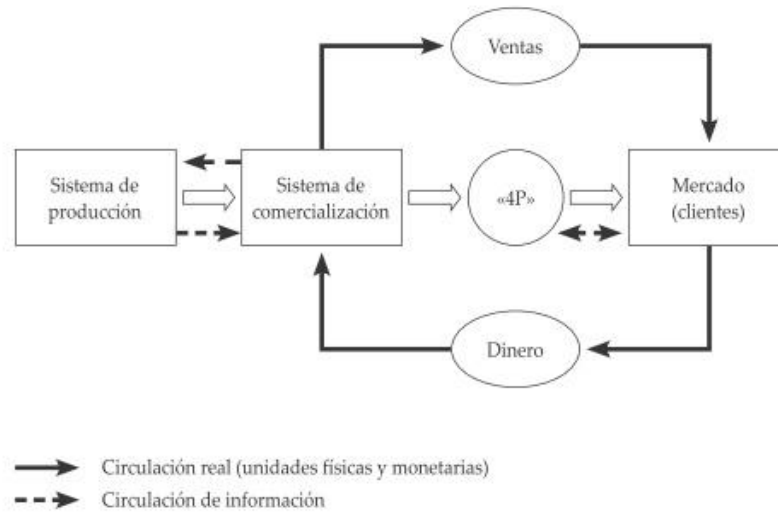 Ventas
Sistema de
producción
Sistema de
comercialización
«4P»
Mercado
(clientes)
Dinero
Circulación real (unidades físicas y monetarias)
Circulación de información